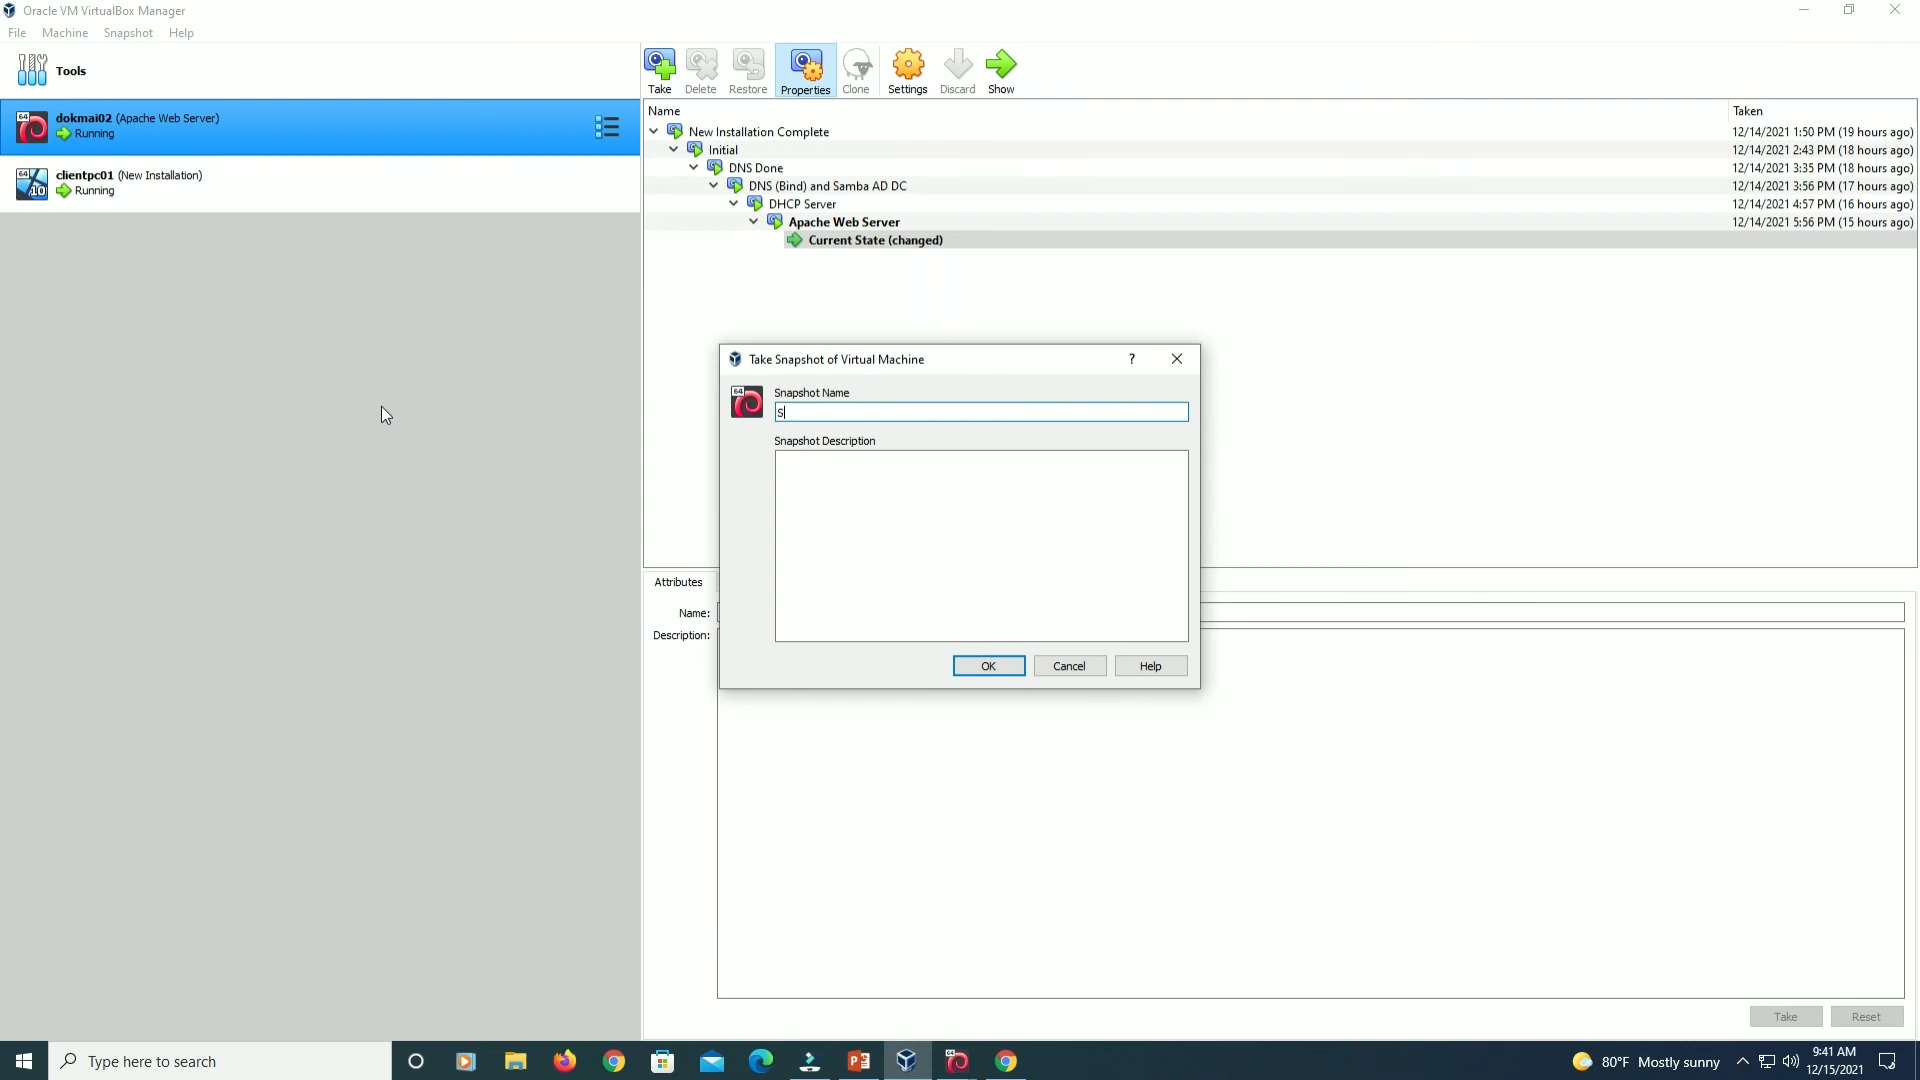 Oracle VM VirtualBox Manager
File Machine Snapshot Help
Tools
64 dokmai02 (Apache Web Server)
Running
64 10 clientpc01 (New Installation)
Running
Take Delete Restore Properties Clone Settings Discard Show
Name Taken
New Installation Complete 12/14/2021 1:50 PM (19 hours ago)
Initial 12/14/2021 2:43 PM (18 hours ago)
DNS Done 12/14/2021 3:35 PM (18 hours ago)
DNS (Bind) and Samba AD DC 12/14/2021 3:56 PM (17 hours ago)
DHCP Server 12/14/2021 4:57 PM (16 hours ago)
Apache Web Server 12/14/2021 5:56 PM (15 hours ago)
Current State (changed)
Take Snapshot of Virtual Machine ?
64 Snapshot Name
S
Snapshot Description
OK Cancel Help
Attributes
Name:
Description:
Take Reset
Type here to search
80°F Mostly sunny
9:41 AM
12/15/2021